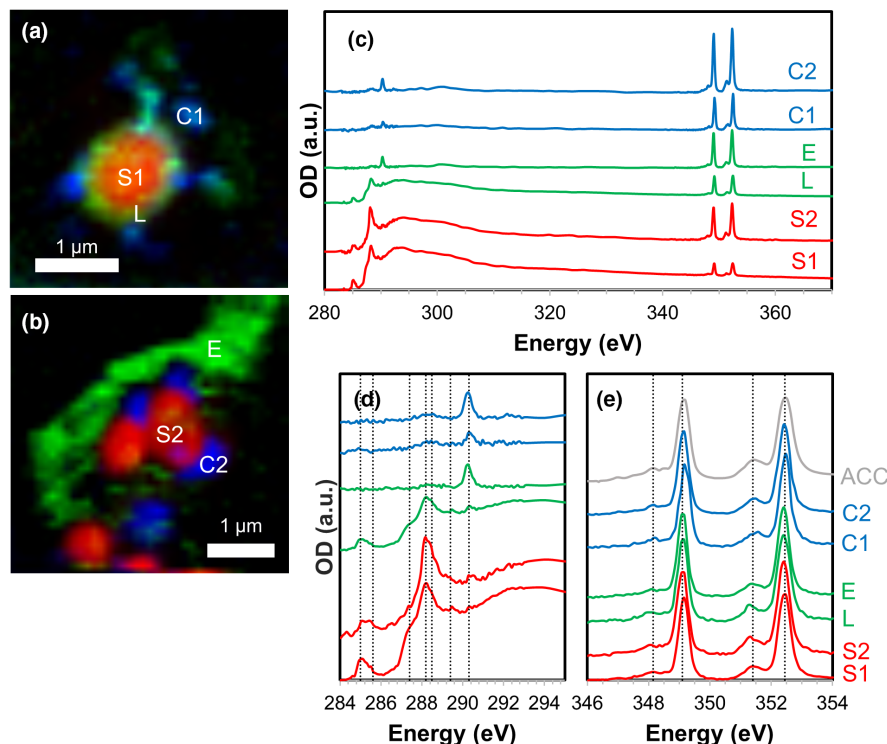 (a)
C1
S1
L
1 µm
(b)
E
S2
C2
1 µm
(c)
C2
C1
E
L
S2
S1
OD (a.u.)
280 300 320 340 360
Energy (eV)
(d)
OD (a.u.)
284 286 288 290 292 294
Energy (eV)
(e)
ACC
C2
C1
E
L
S2
S1
346 348 350 352 354
Energy (eV)